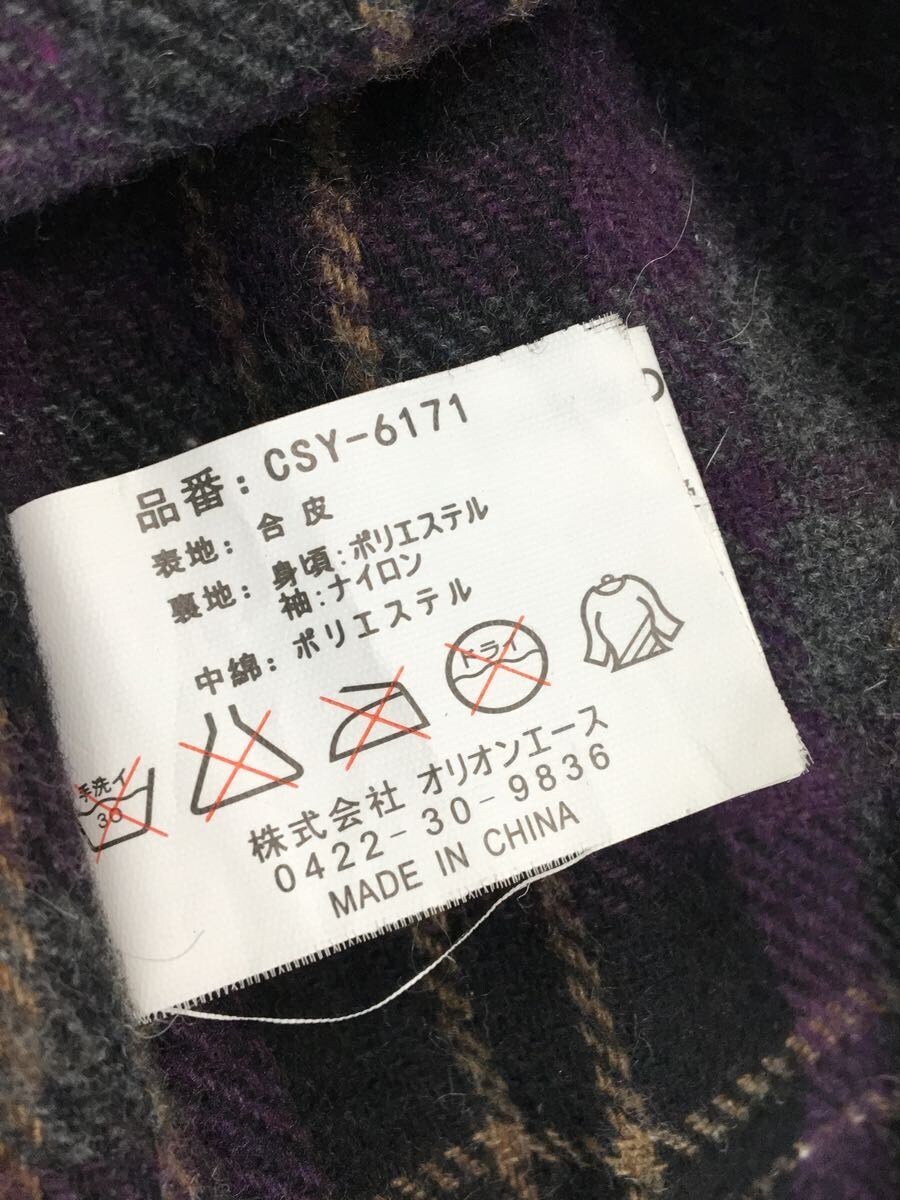 品番: CSY-6171
表地: 合皮
裏地: 身頃:ポリエステル
袖:ナイロン
中綿: ポリエステル
手洗イ
30
ドライ
株式会社 オリオンエース
0422-30-9836
MADE IN CHINA